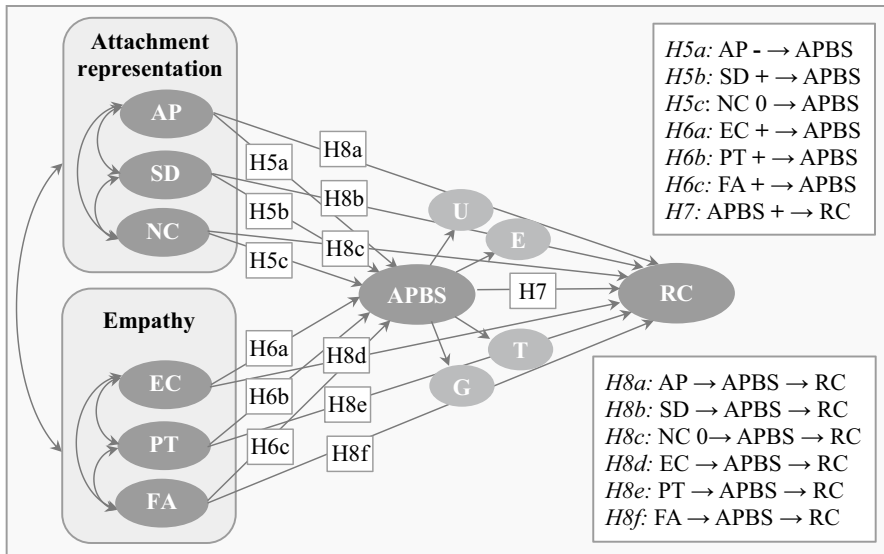 Attachment
representation
AP
SD
NC
H5a
H5b
H5c
H8a
H8b
H8c
U
E
APBS
H7
RC
Empathy
EC
PT
FA
H6a
H6b
H6c
H8d
H8e
H8f
T
G
H5a: AP - → APBS
H5b: SD + → APBS
H5c: NC 0 → APBS
H6a: EC + → APBS
H6b: PT + → APBS
H6c: FA + → APBS
H7: APBS + → RC
H8a: AP → APBS → RC
H8b: SD → APBS → RC
H8c: NC 0→ APBS → RC
H8d: EC → APBS → RC
H8e: PT → APBS → RC
H8f: FA → APBS → RC